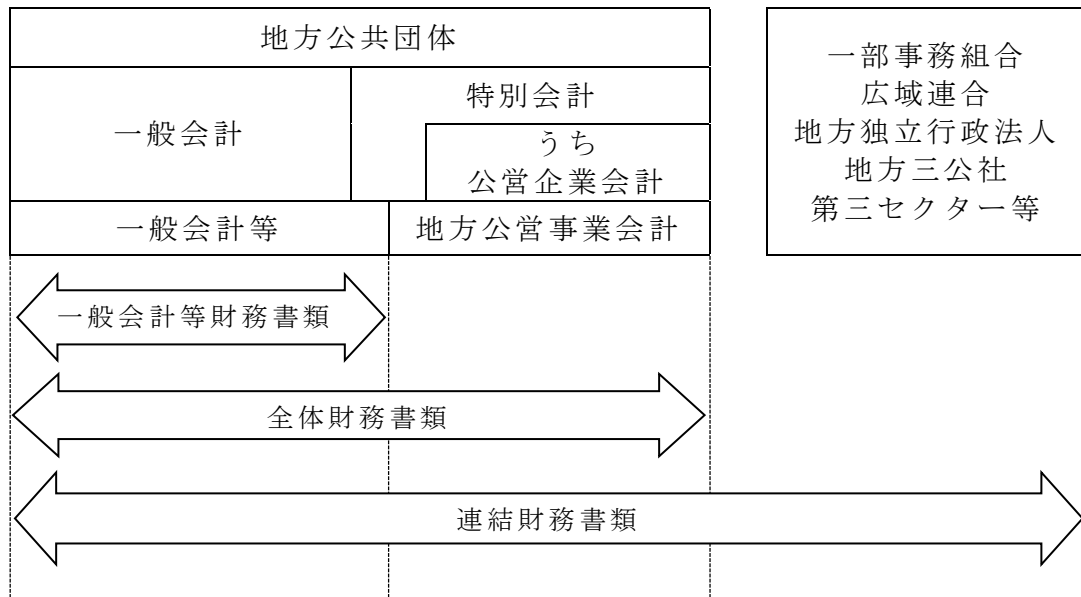 地方公共団体
一般会計
特別会計
うち
公営企業会計
一般会計等
地方公営事業会計
一部事務組合
広域連合
地方独立行政法人
地方三公社
第三セクター等
一般会計等財務書類
全体財務書類
連結財務書類